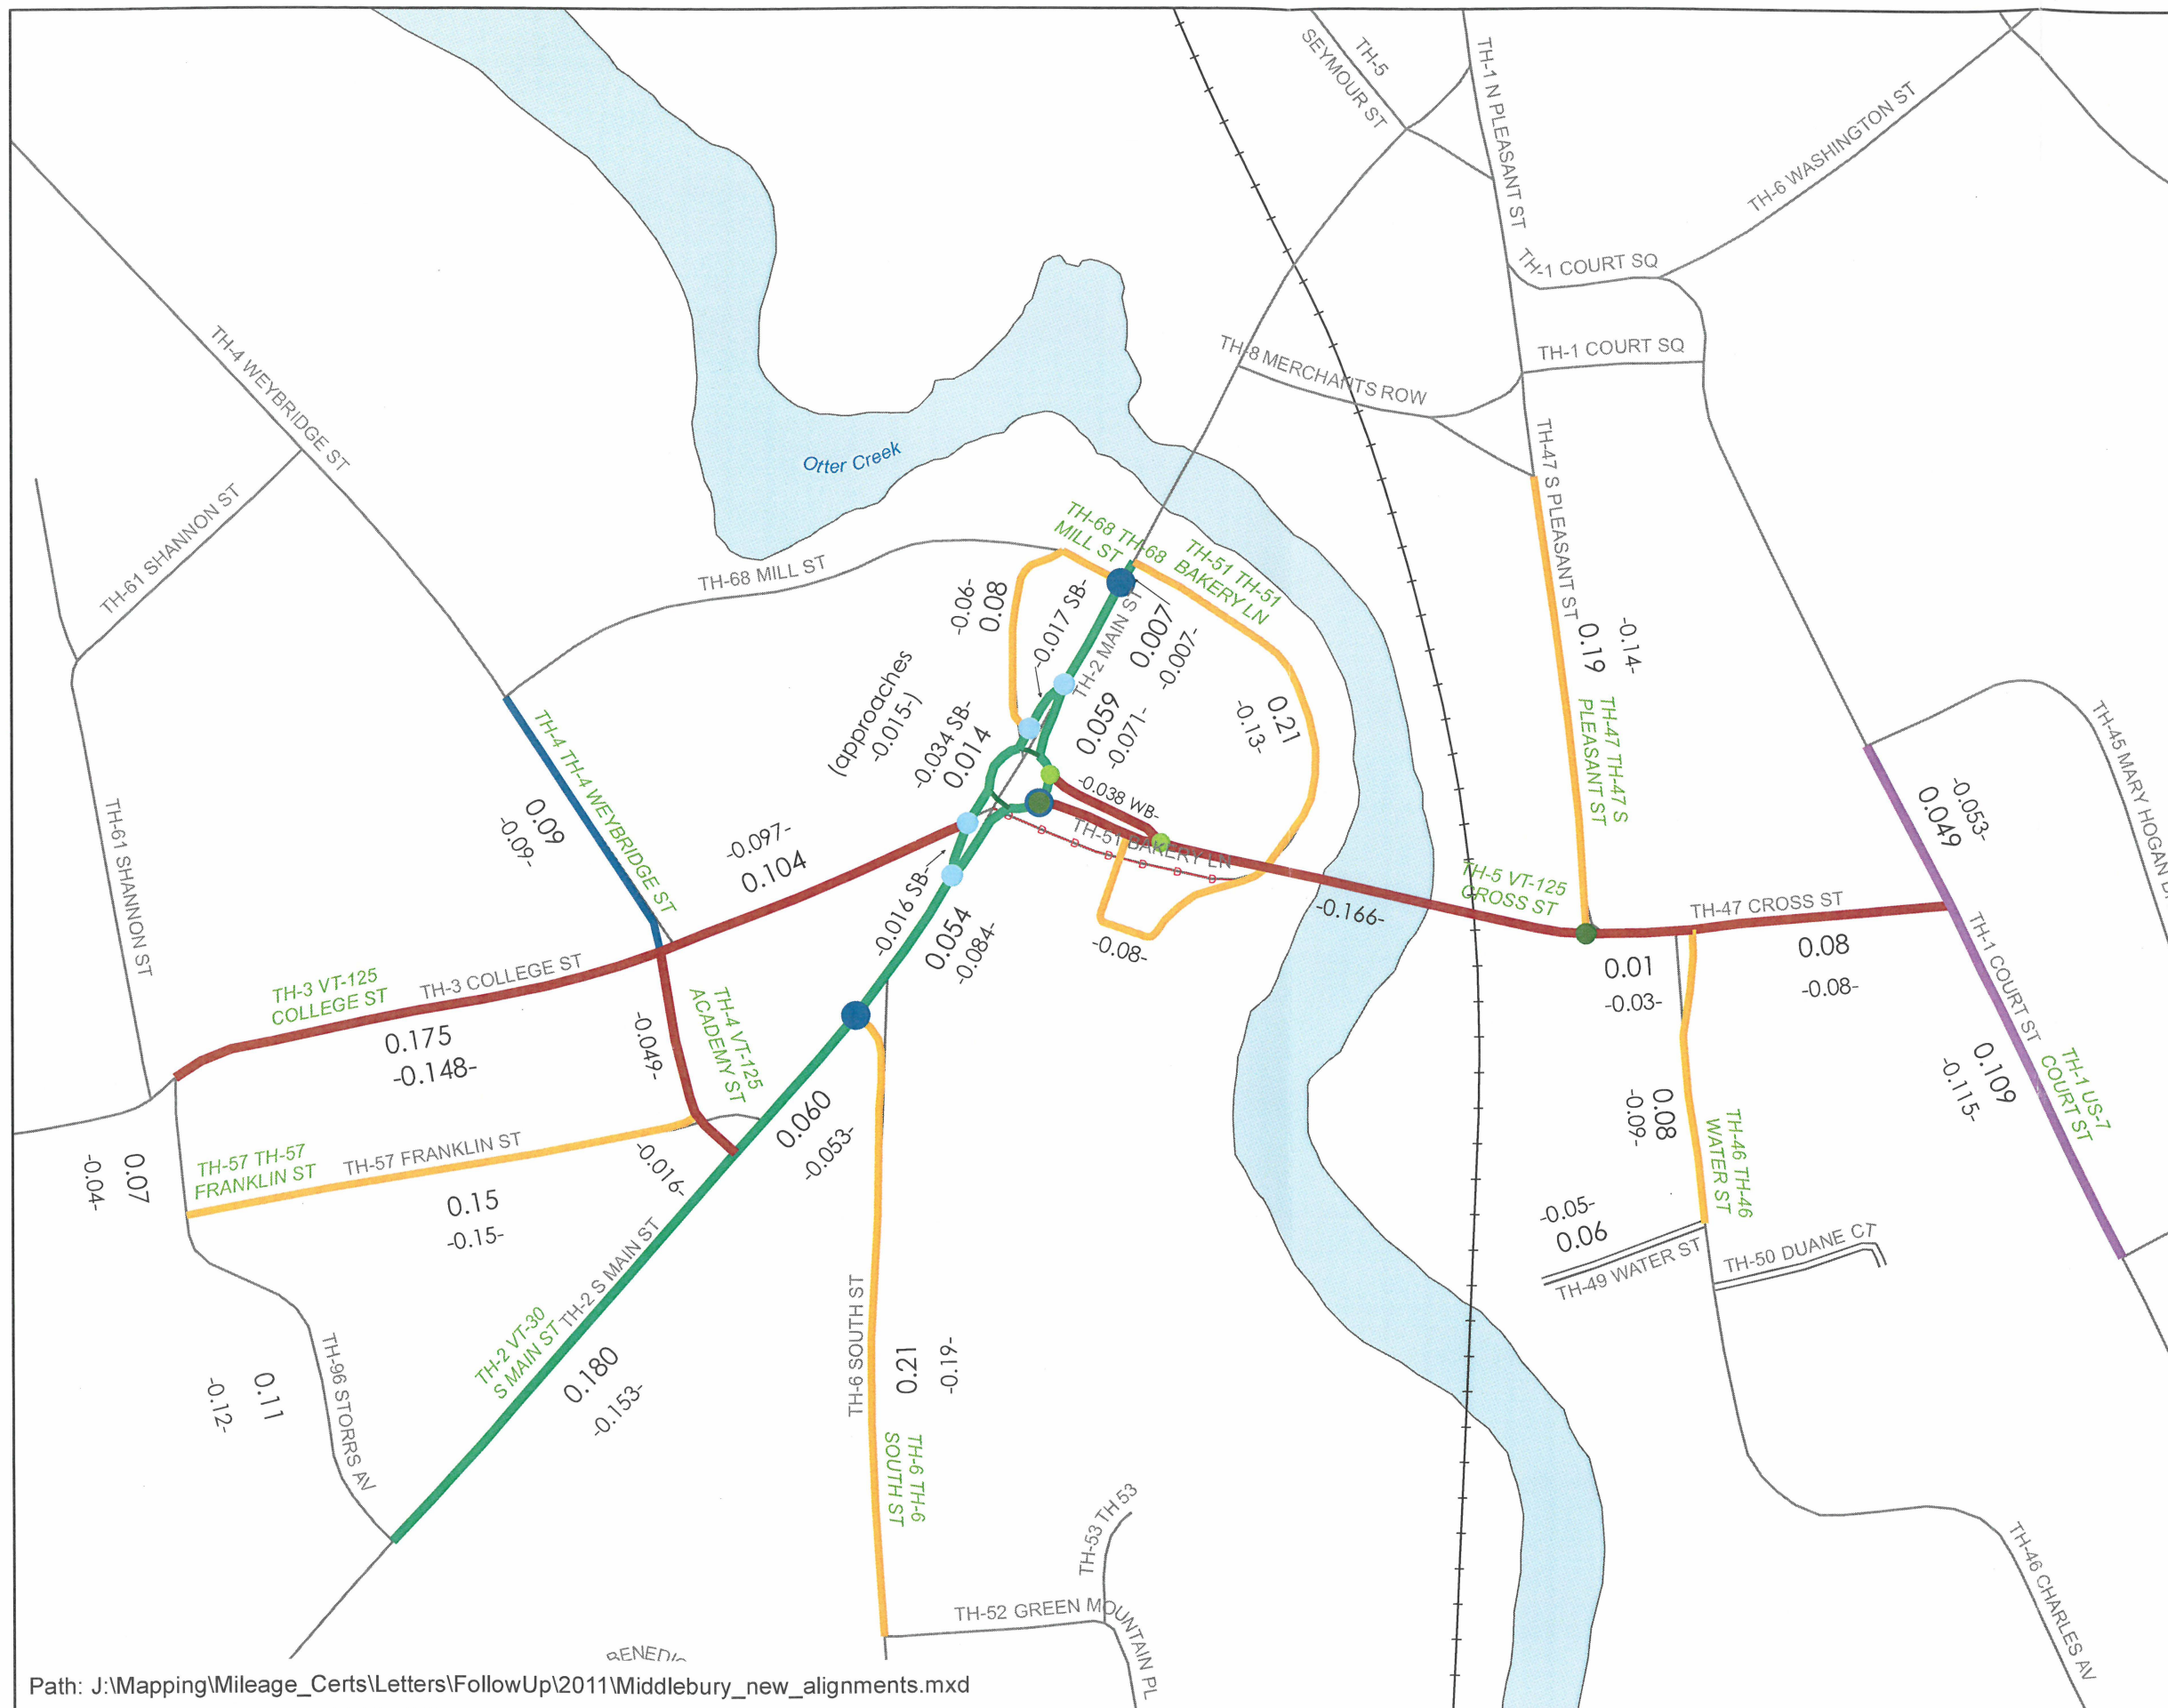 TH-5
SEYMOUR ST
TH-1 N PLEASANT ST
TH-6 WASHINGTON ST
TH-1 COURT SQ
TH-1 COURT SQ
TH-8 MERCHANTS ROW
TH-4 WEYBRIDGE ST
Otter Creek
TH-47 S PLEASANT ST
TH-61 SHANNON ST
TH-68 MILL ST
TH-68 TH-68
MILL ST
TH-51 TH-51
BAKERY LN
-0.06-
0.08
-0.017 SB-
TH-2 MAIN ST
0.007
-0.007-
0.19
-0.14-
(approaches
-0.015-)
-0.034 SB-
0.014
0.059
-0.071-
0.21
-0.13-
TH-47 TH-47 S
PLEASANT ST
TH-45 MARY HOGAN
TH-4 TH-4 WEYBRIDGE ST
0.09
-0.09-
-0.038 WB-
TH-51 BAKERY LN
-0.053-
0.049
TH-61 SHANNON ST
-0.097-
0.104
-0.016 SB-
0.054
-0.084-
-0.08-
-0.166-
TH-5 VT-125
CROSS ST
TH-47 CROSS ST
0.01
-0.03-
0.08
-0.08-
TH-1 COURT ST
TH-3 VT-125
COLLEGE ST
TH-3 COLLEGE ST
0.175
-0.148-
-0.049-
TH-4 VT-125
ACADEMY ST
0.060
-0.053-
0.08
-0.09-
TH-46 TH-46
WATER ST
0.109
-0.115-
TH-1 US-7
COURT ST
0.07
-0.04-
TH-57 TH-57
FRANKLIN ST
TH-57 FRANKLIN ST
0.15
-0.15-
-0.016-
-0.05-
0.06
TH-49 WATER ST
TH-50 DUANE CT
TH-2 S MAIN ST
TH-2 VT-30
S MAIN ST
0.180
-0.153-
TH-6 SOUTH ST
0.21
-0.19-
TH-6 TH-6
SOUTH ST
0.11
-0.12-
TH-96 STORRS AV
TH-53 TH 53
TH-52 GREEN MOUNTAIN PL
TH-46 CHARLES AV
Path: J:\Mapping\Mileage_Certs\Letters\FollowUp\2011\Middlebury_new_alignments.mxd